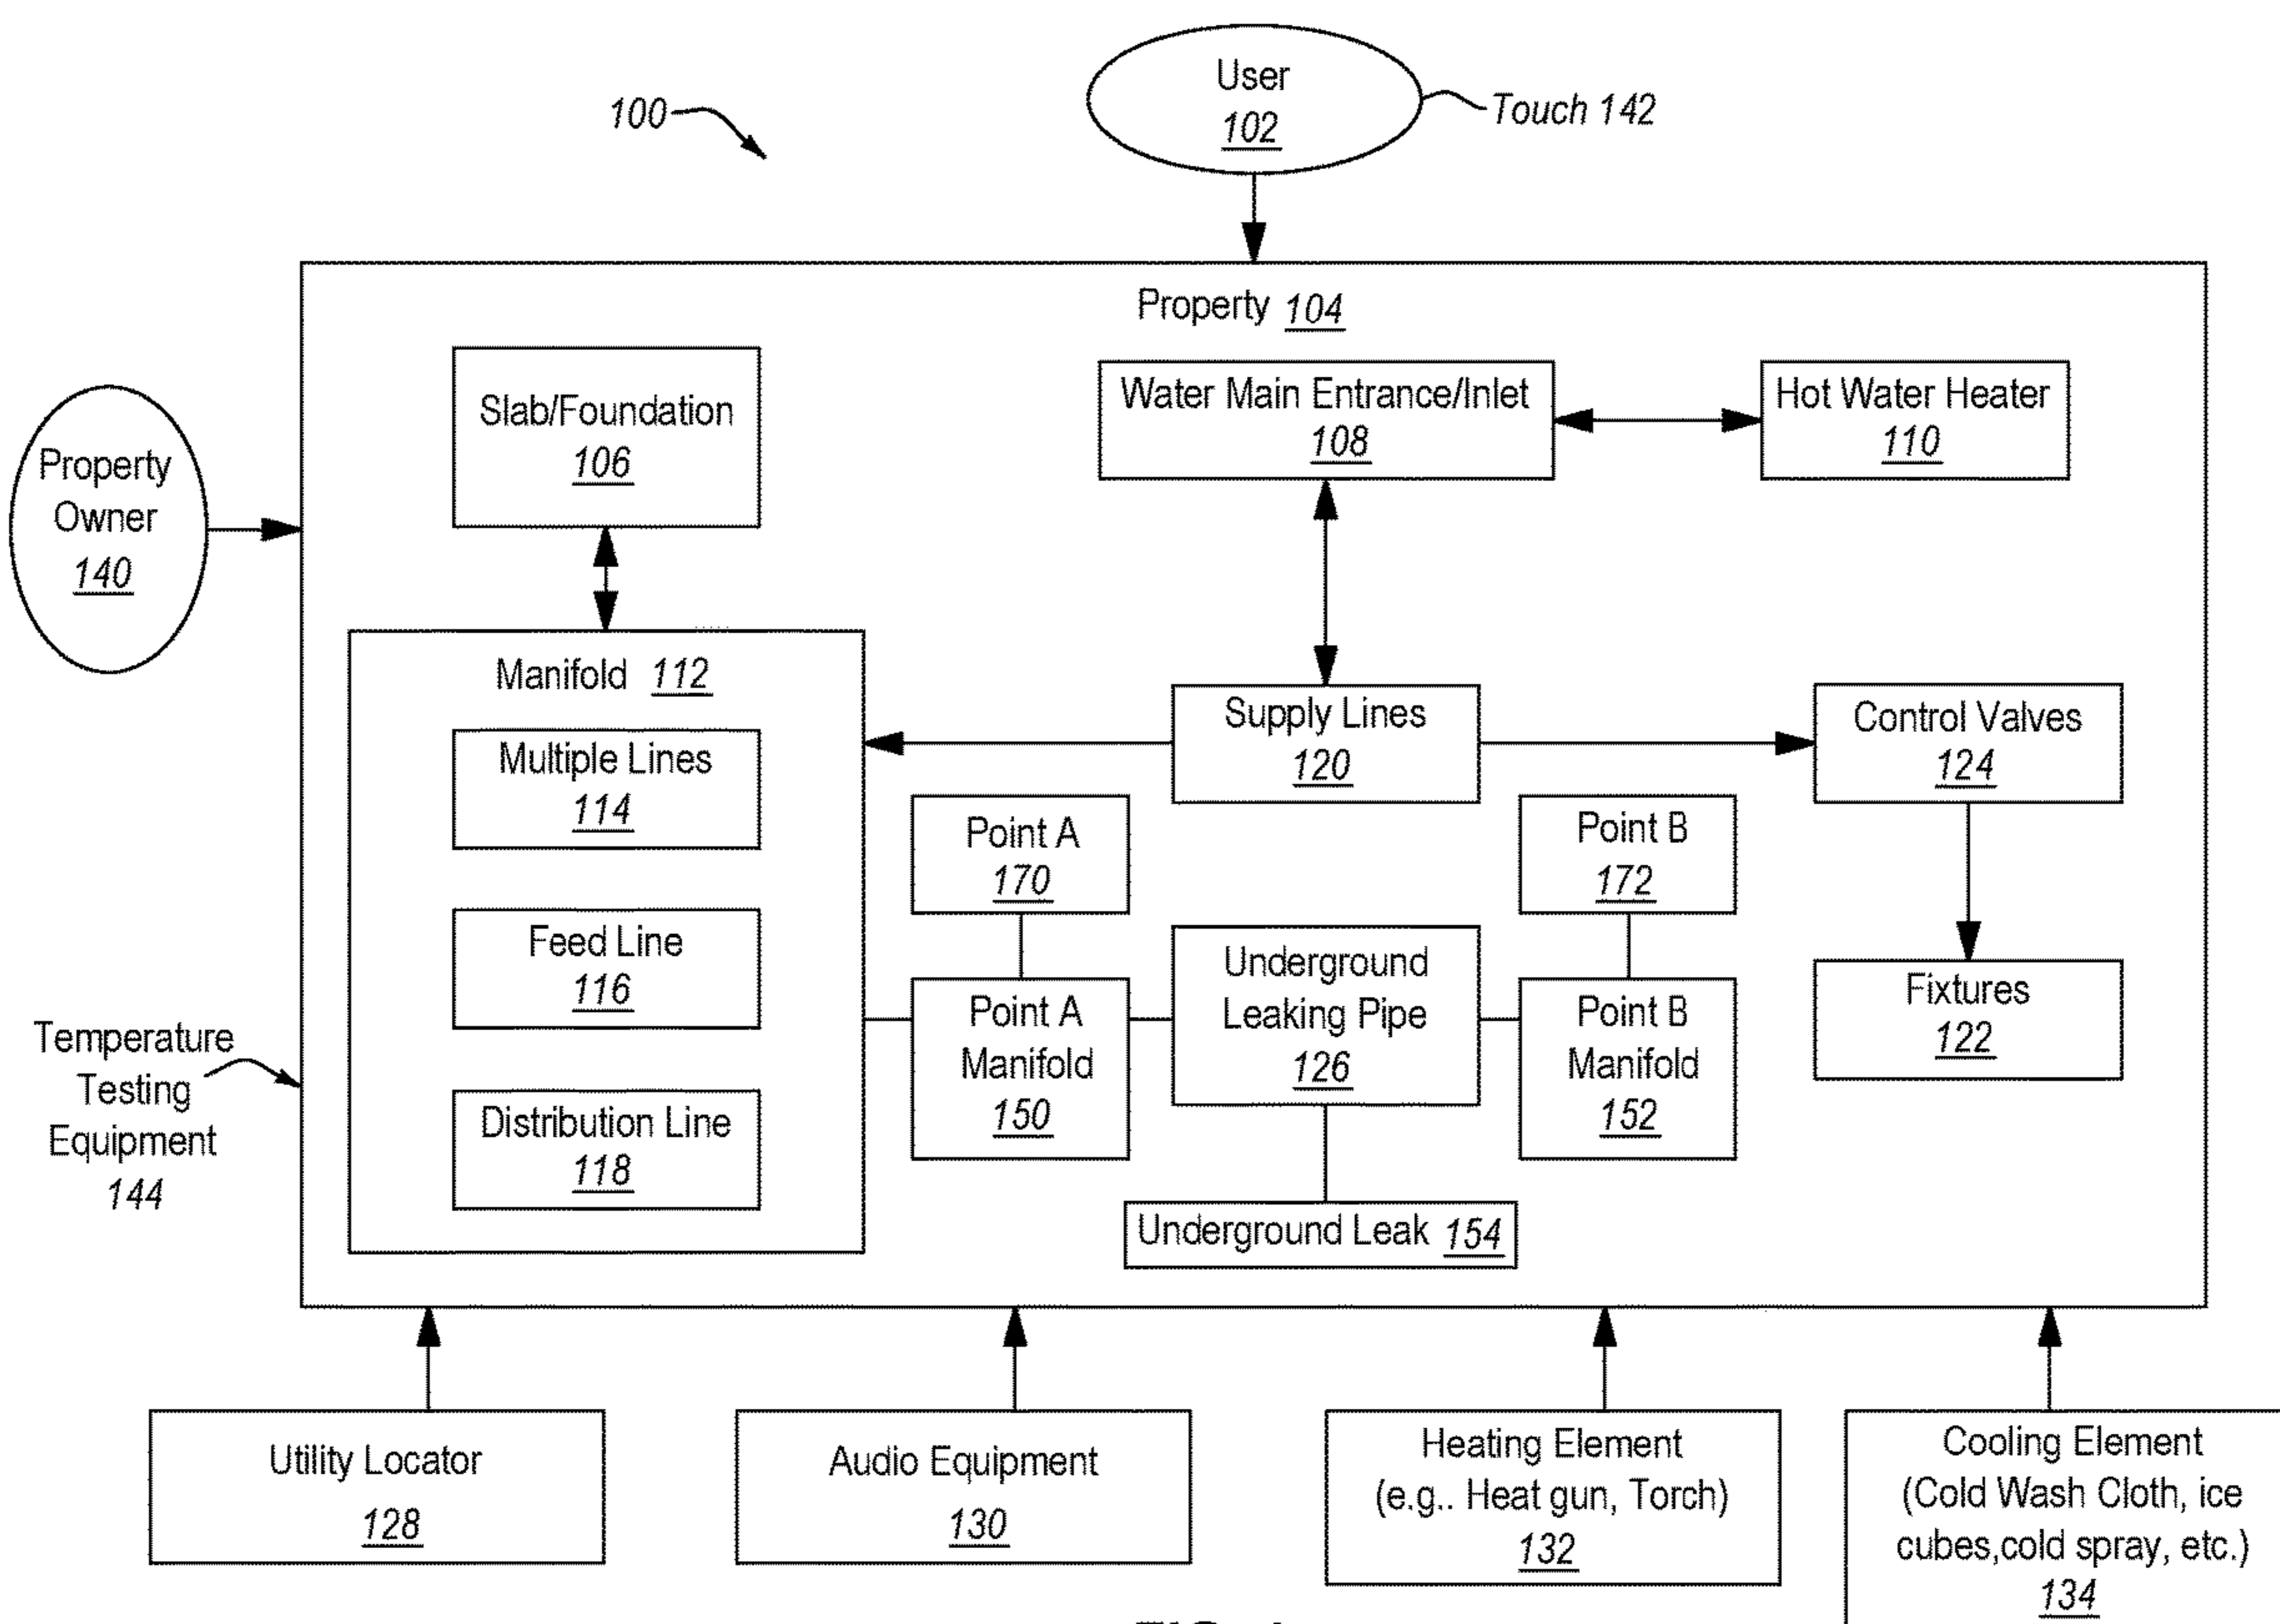 User
102
100
Touch 142
Property 104
Slab/Foundation
106
Water Main Entrance/Inlet
108
Hot Water Heater
110
Property
Owner
140
Manifold 112
Multiple Lines
114
Feed Line
116
Distribution Line
118
Supply Lines
120
Control Valves
124
Point A
170
Point B
172
Point A
Manifold
150
Underground
Leaking Pipe
126
Point B
Manifold
152
Fixtures
122
Underground Leak 154
Temperature
Testing
Equipment
144
Utility Locator
128
Audio Equipment
130
Heating Element
(e.g.. Heat gun, Torch)
132
Cooling Element
(Cold Wash Cloth, ice
cubes,cold spray, etc.)
134